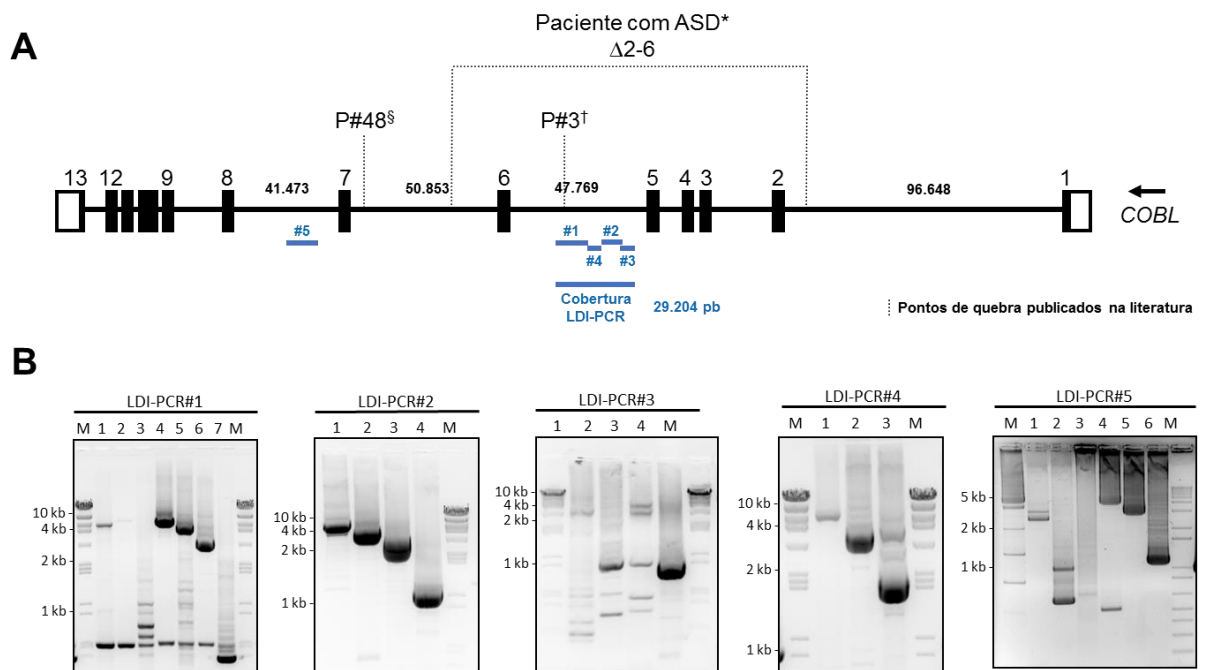 A
Paciente com ASD*
Δ2-6
P#48§
P#3†
13
12
9
8
41.473
7
50.853
6
47.769
5
4
3
2
96.648
1
COBL
#5
#1
#2
#4
#3
Cobertura
LDI-PCR
29.204 pb
Pontos de quebra publicados na literatura
B
LDI-PCR#1
M 1 2 3 4 5 6 7 M
10 kb
4 kb
2 kb
1 kb
LDI-PCR#2
1 2 3 4 M
10 kb
4 kb
2 kb
1 kb
LDI-PCR#3
1 2 3 4 M
10 kb
4 kb
2 kb
1 kb
LDI-PCR#4
M 1 2 3 M
10 kb
4 kb
2 kb
1 kb
LDI-PCR#5
M 1 2 3 4 5 6 M
5 kb
2 kb
1 kb